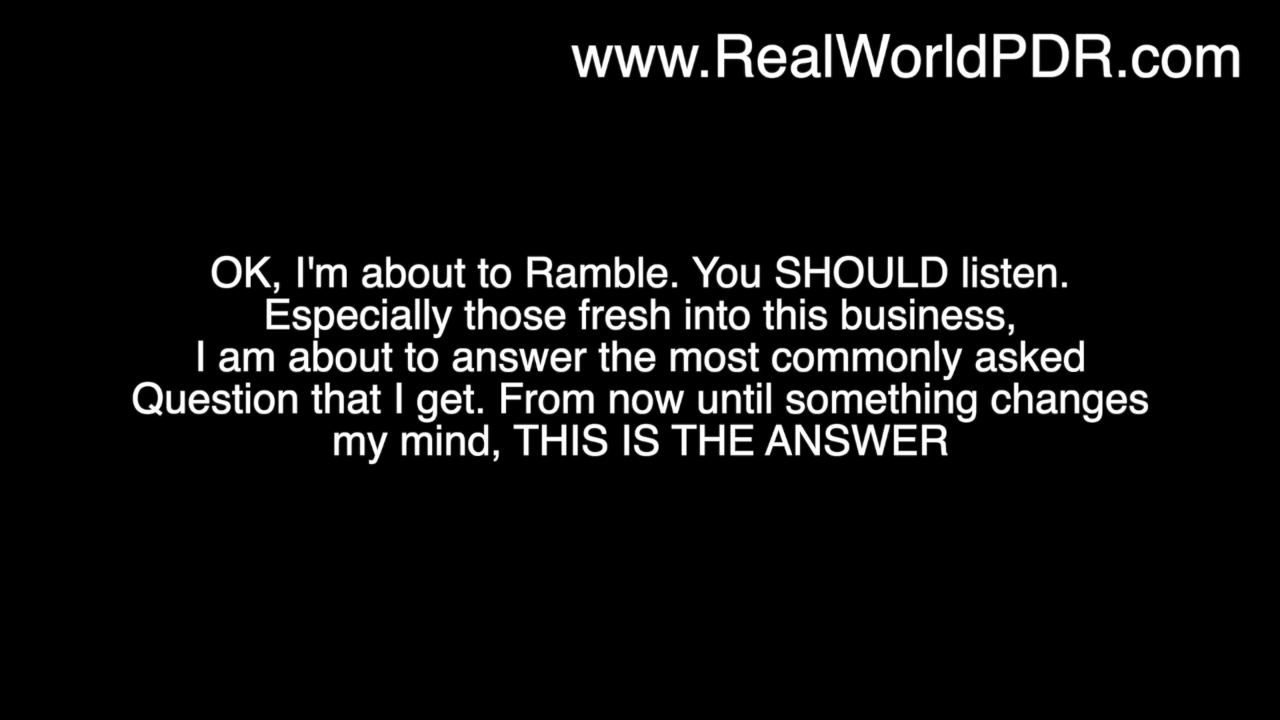 www.RealWorldPDR.com
OK, I'm about to Ramble. You SHOULD listen.
Especially those fresh into this business,
I am about to answer the most commonly asked
Question that I get. From now until something changes
my mind, THIS IS THE ANSWER